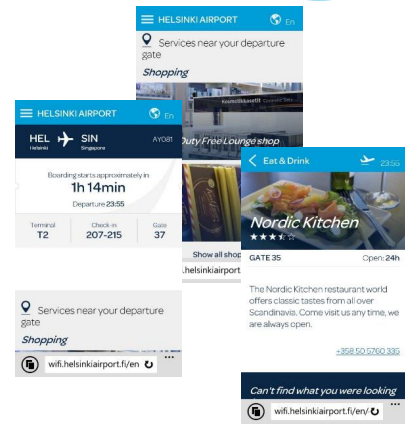 HELSINKI AIRPORT
En
Services near your departure
gate
Shopping
Kosmetiikkasetit Cosmetic Sets
Duty Free Lounge shop
Show all shop
.helsinkiairport.
HELSINKI AIRPORT
En
HEL SIN AY081
Helsinki Singapore
Boarding starts approximately in
1h 14min
Departure 23:55
Terminal Check-in Gate
T2 207-215 37
Services near your departure
gate
Shopping
wifi.helsinkiairport.fi/en
Eat & Drink 23:55
Nordic Kitchen
GATE 35 Open: 24h
The Nordic Kitchen restaurant world
offers classic tastes from all over
Scandinavia. Come visit us any time, we
are always open.
+358 50 5760 335
Can't find what you were looking
wifi.helsinkiairport.fi/en/